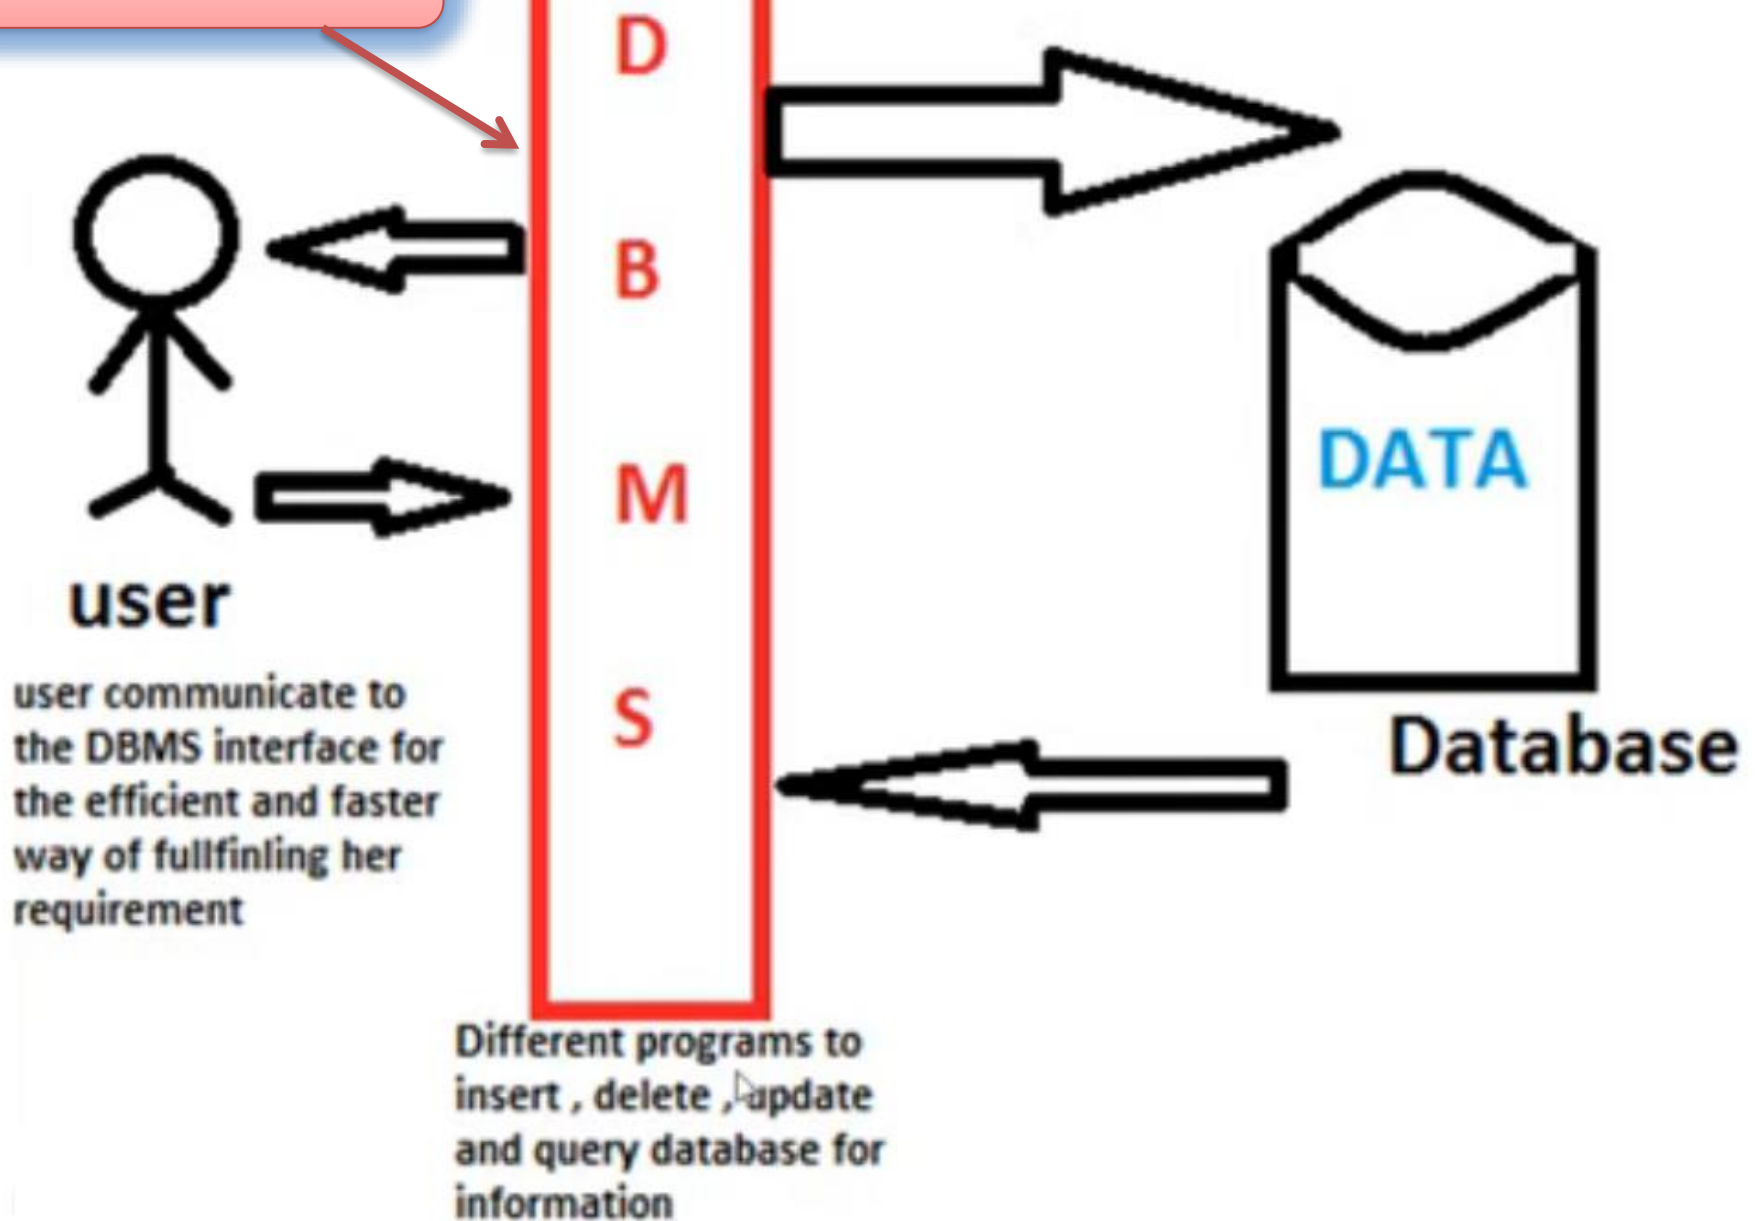 D
B
M
S
DATA
user
Database
user communicate to
the DBMS interface for
the efficient and faster
way of fullfinling her
requirement
Different programs to
insert , delete , update
and query database for
information